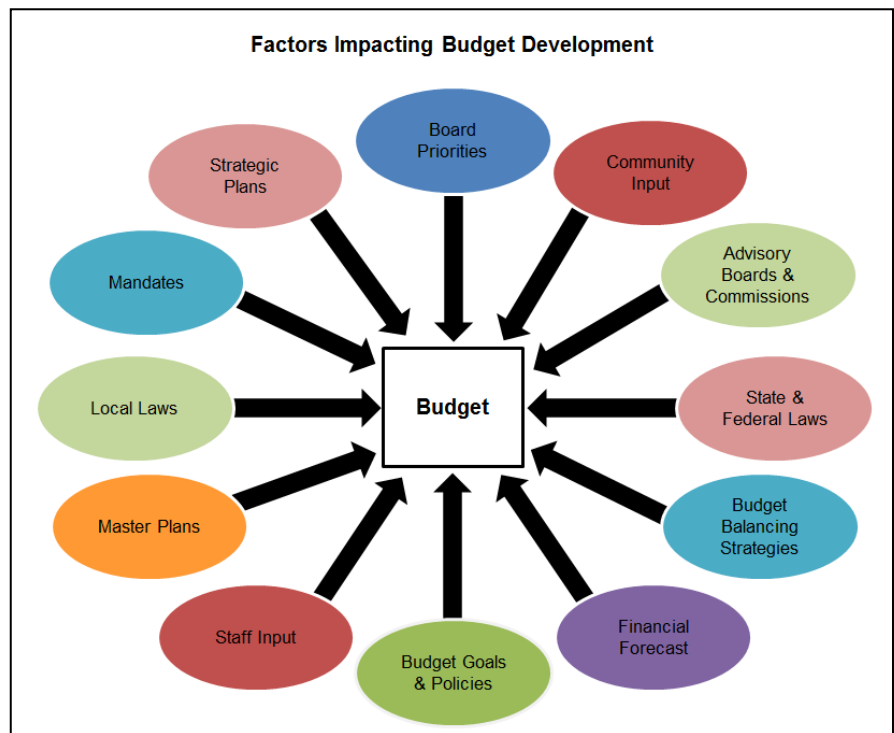 Factors Impacting Budget Development
Board
Priorities
Community
Input
Advisory
Boards &
Commissions
State &
Federal Laws
Budget
Balancing
Strategies
Financial
Forecast
Budget Goals
& Policies
Staff Input
Master Plans
Local Laws
Mandates
Strategic
Plans
Budget